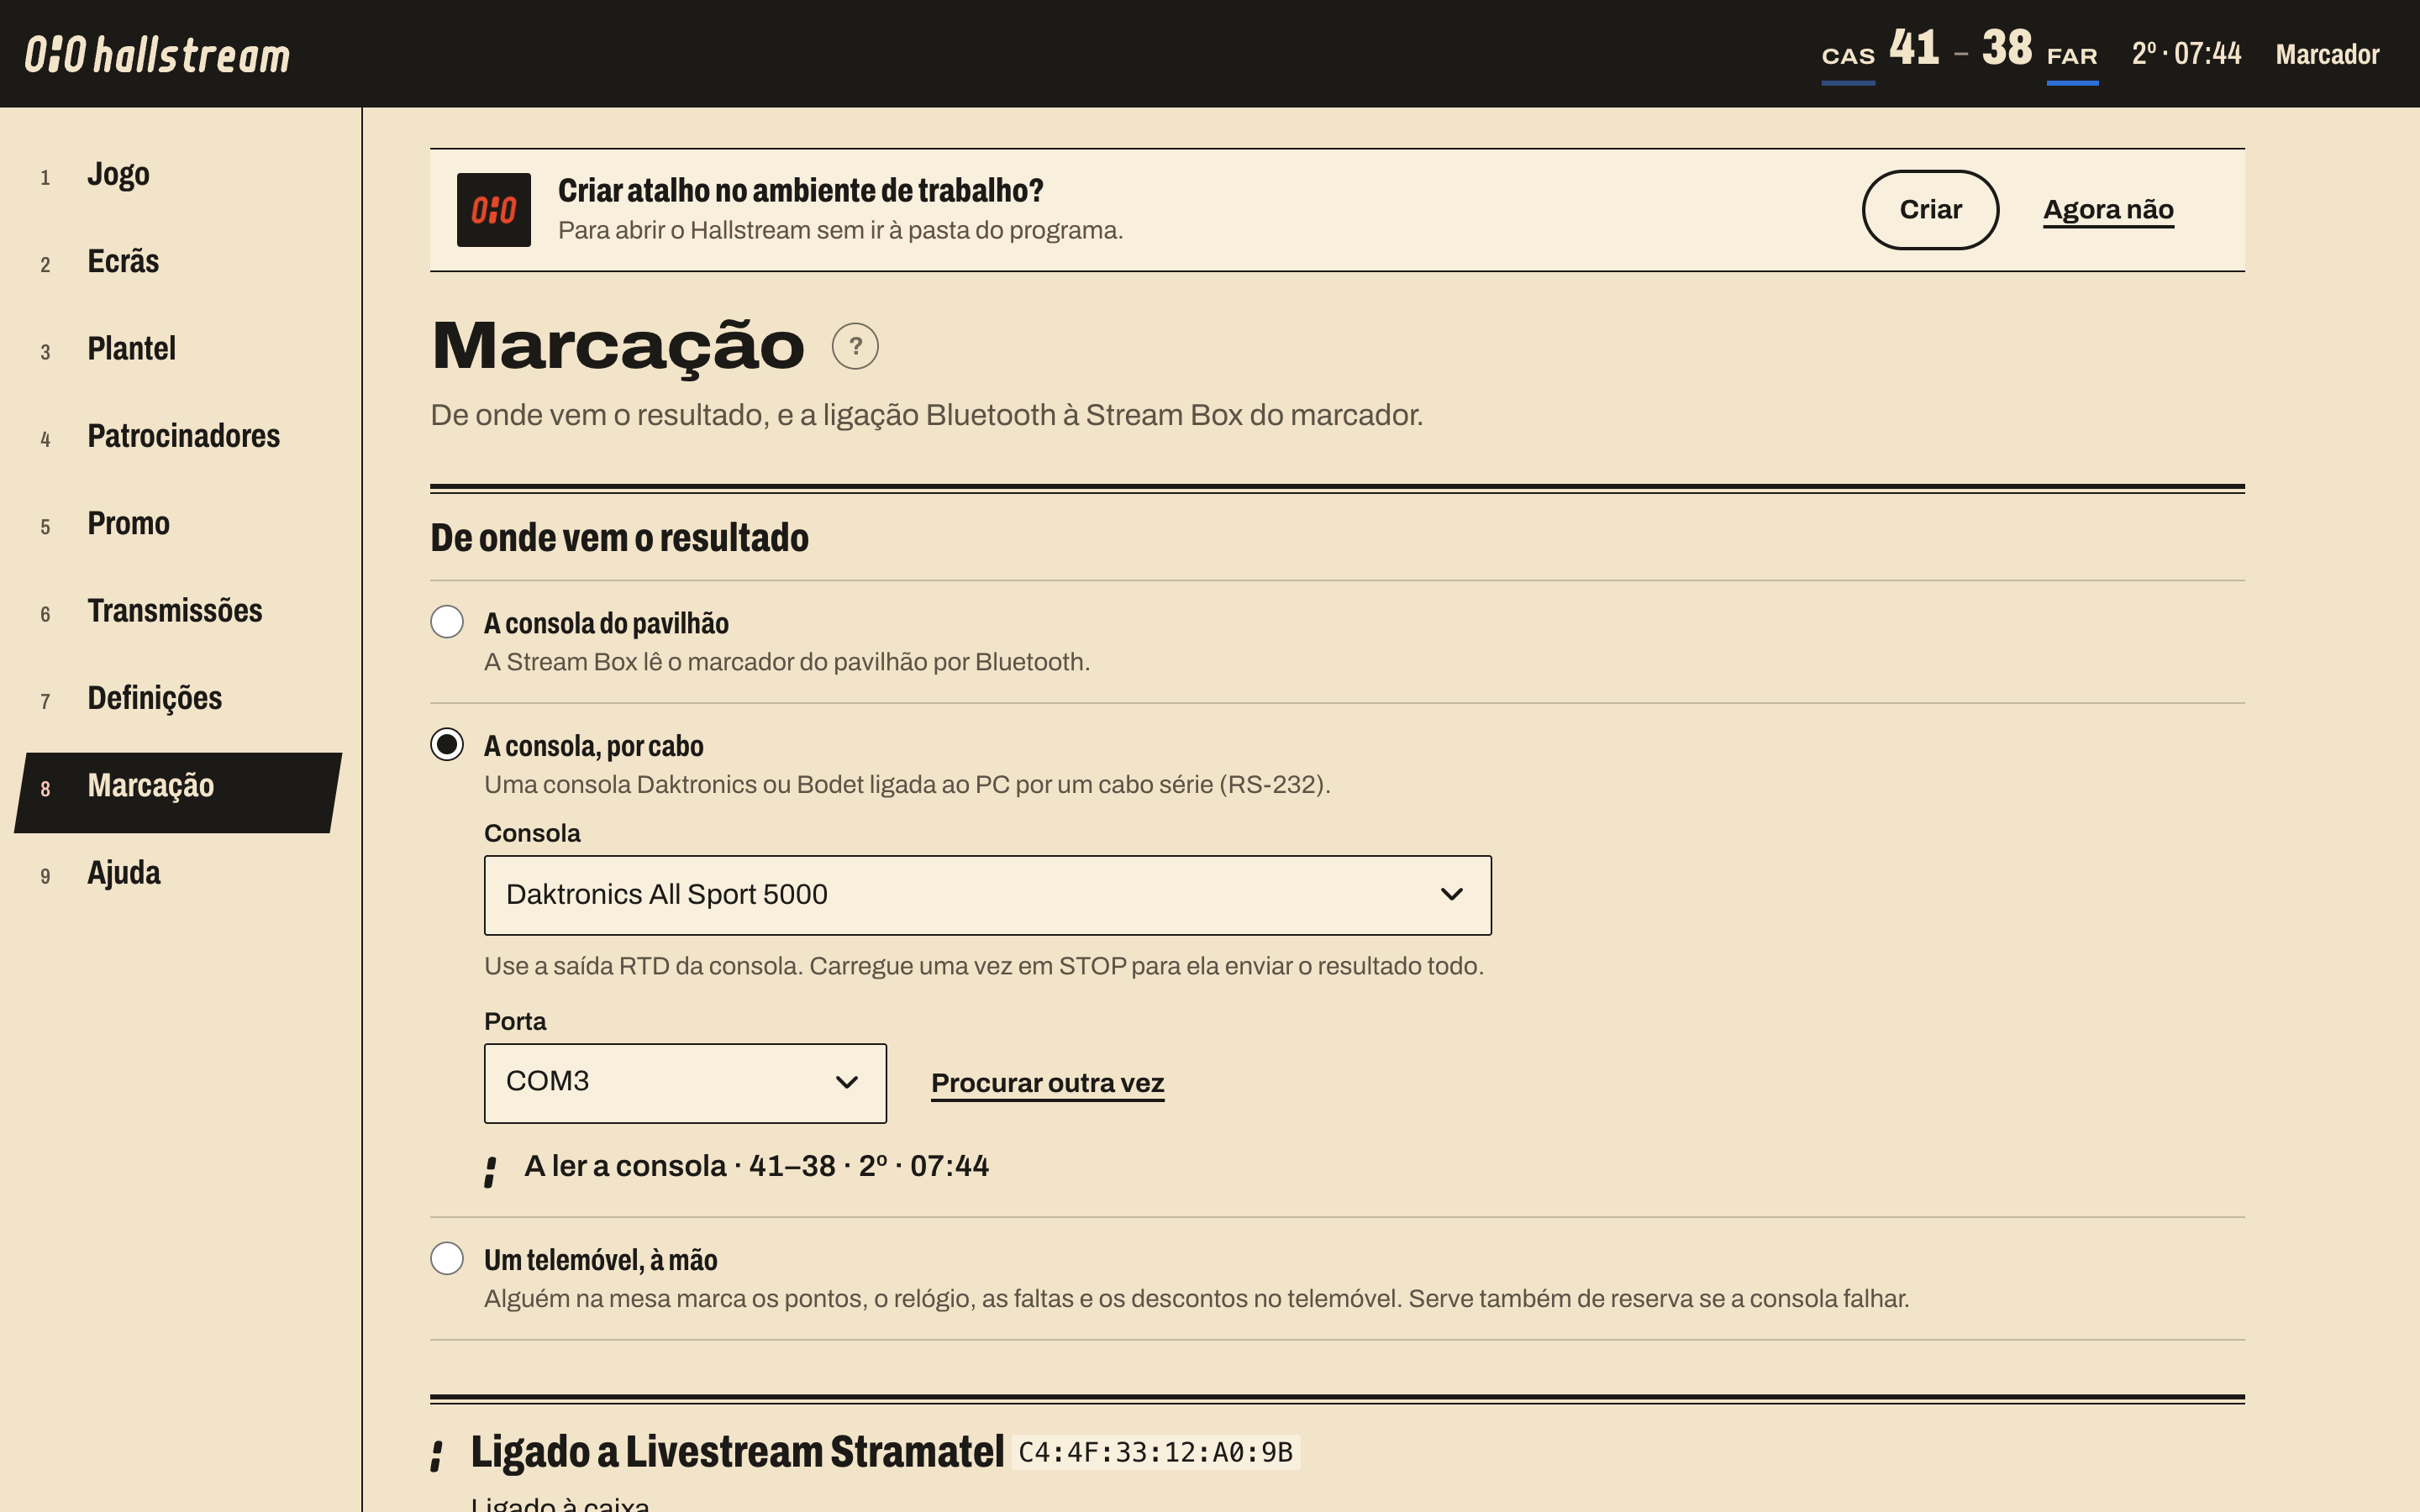 0:0 hallstream
CAS 41 – 38 FAR 2º · 07:44 Marcador
1 Jogo
2 Ecrãs
3 Plantel
4 Patrocinadores
5 Promo
6 Transmissões
7 Definições
8 Marcação
9 Ajuda
0:0
Criar atalho no ambiente de trabalho?
Para abrir o Hallstream sem ir à pasta do programa.
Criar
Agora não
Marcação ?
De onde vem o resultado, e a ligação Bluetooth à Stream Box do marcador.
De onde vem o resultado
A consola do pavilhão
A Stream Box lê o marcador do pavilhão por Bluetooth.
A consola, por cabo
Uma consola Daktronics ou Bodet ligada ao PC por um cabo série (RS-232).
Consola
Daktronics All Sport 5000
Use a saída RTD da consola. Carregue uma vez em STOP para ela enviar o resultado todo.
Porta
COM3
Procurar outra vez
A ler a consola · 41–38 · 2º · 07:44
Um telemóvel, à mão
Alguém na mesa marca os pontos, o relógio, as faltas e os descontos no telemóvel. Serve também de reserva se a consola falhar.
Ligado a Livestream Stramatel C4:4F:33:12:A0:9B
Ligado à caixa